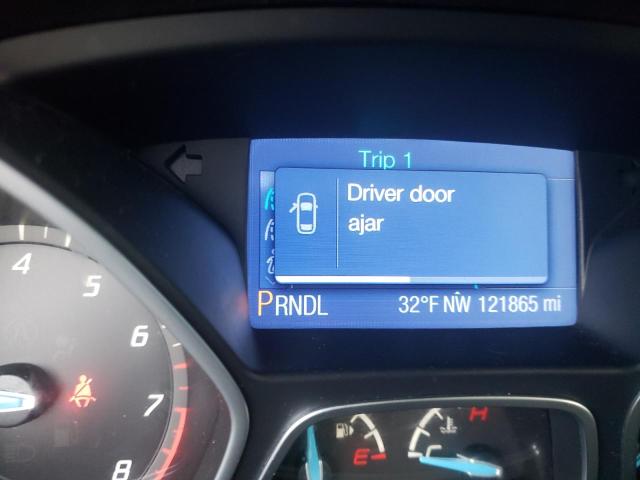 Trip 1
Driver door
ajar
PRNDL
32°F NW 121865 mi
4
5
6
7
8
H
E
C